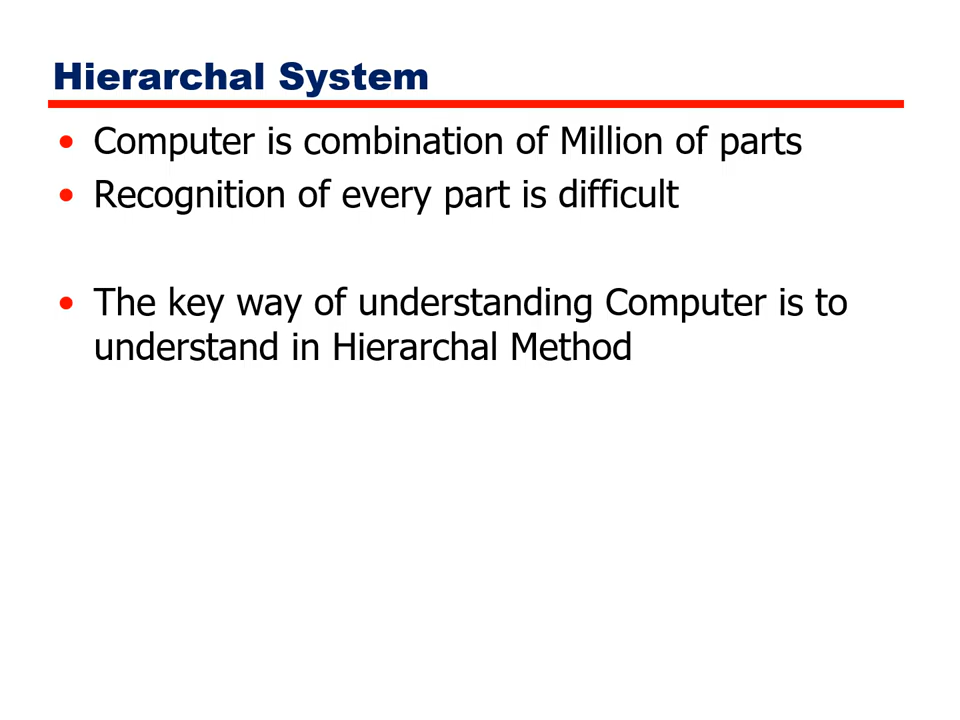 Hierarchal System
• Computer is combination of Million of parts
• Recognition of every part is difficult
• The key way of understanding Computer is to
understand in Hierarchal Method